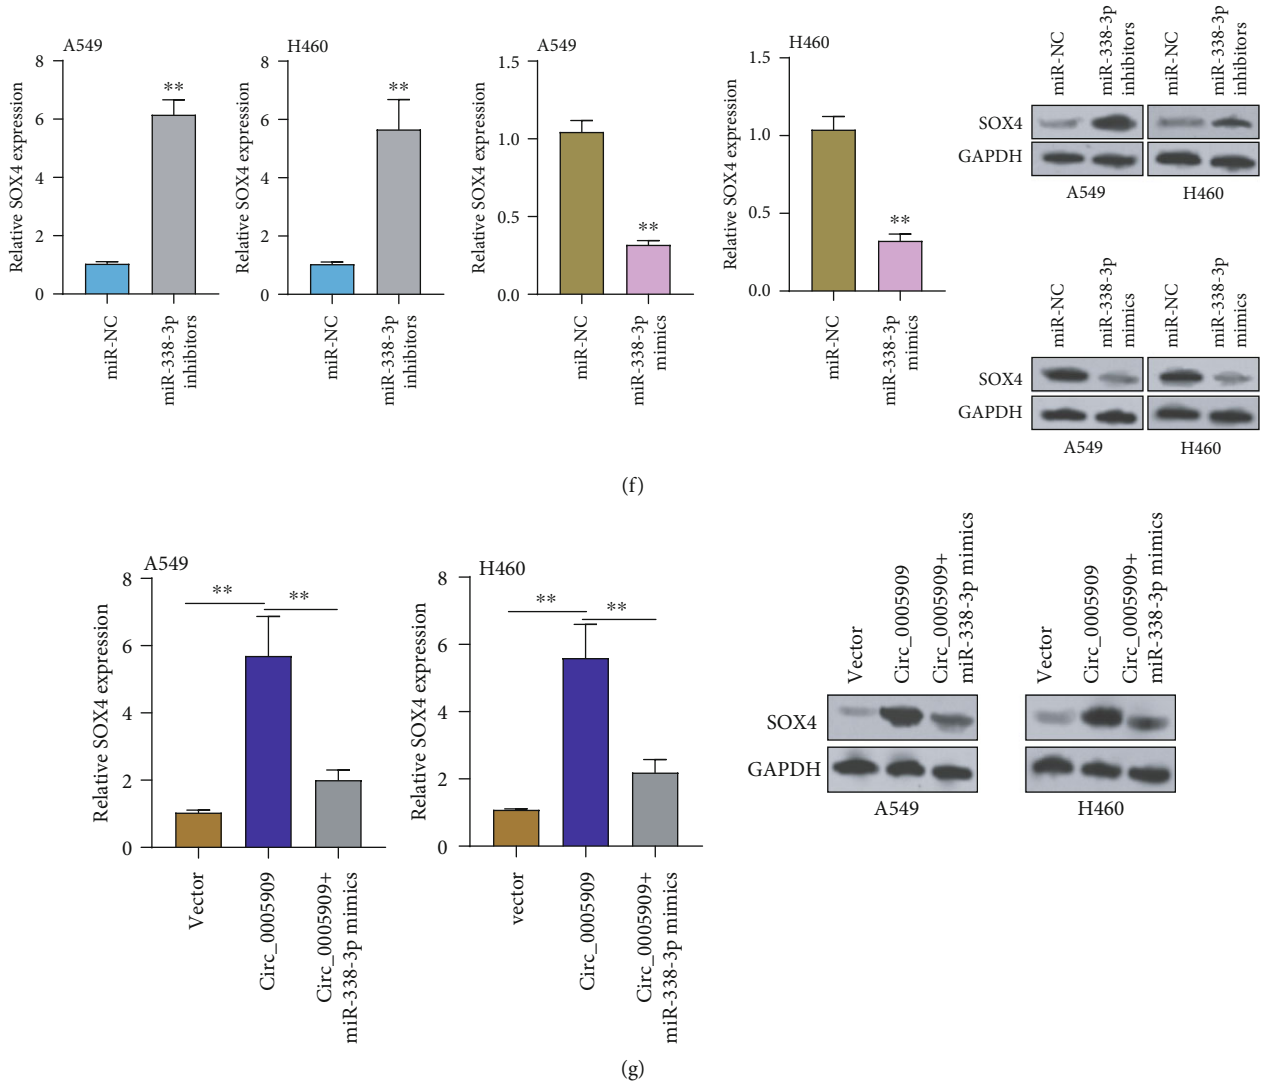 A549
Relative SOX4 expression
8
6
4
2
0
**
miR-NC
miR-338-3p
inhibitors
H460
Relative SOX4 expression
8
6
4
2
0
**
miR-NC
miR-338-3p
inhibitors
A549
Relative SOX4 expression
1.5
1.0
0.5
0.0
**
miR-NC
miR-338-3p
mimics
H460
Relative SOX4 expression
1.5
1.0
0.5
0.0
**
miR-NC
miR-338-3p
mimics
miR-NC
miR-338-3p
inhibitors
miR-NC
miR-338-3p
inhibitors
SOX4
GAPDH
A549
H460
miR-NC
miR-338-3p
mimics
miR-NC
miR-338-3p
mimics
SOX4
GAPDH
A549
H460
(f)
A549
Relative SOX4 expression
8
6
4
2
0
**
**
Vector
Circ_0005909
Circ_0005909+
miR-338-3p mimics
H460
Relative SOX4 expression
8
6
4
2
0
**
**
vector
Circ_0005909
Circ_0005909+
miR-338-3p mimics
Vector
Circ_0005909
Circ_0005909+
miR-338-3p mimics
SOX4
GAPDH
A549
Vector
Circ_0005909
Circ_0005909+
miR-338-3p mimics
H460
(g)